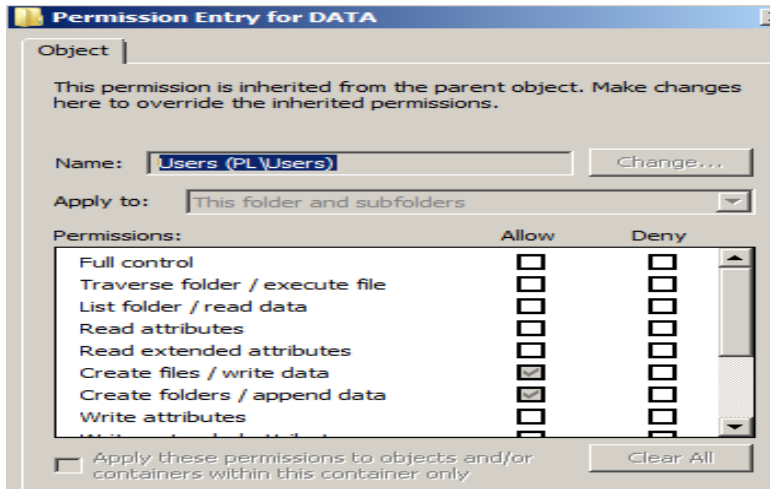 Permission Entry for DATA
Object
This permission is inherited from the parent object. Make changes
here to override the inherited permissions.
Name: Users (PL\Users) Change...
Apply to: This folder and subfolders
Permissions: Allow Deny
Full control
Traverse folder / execute file
List folder / read data
Read attributes
Read extended attributes
Create files / write data
Create folders / append data
Write attributes
Apply these permissions to objects and/or
containers within this container only
Clear All